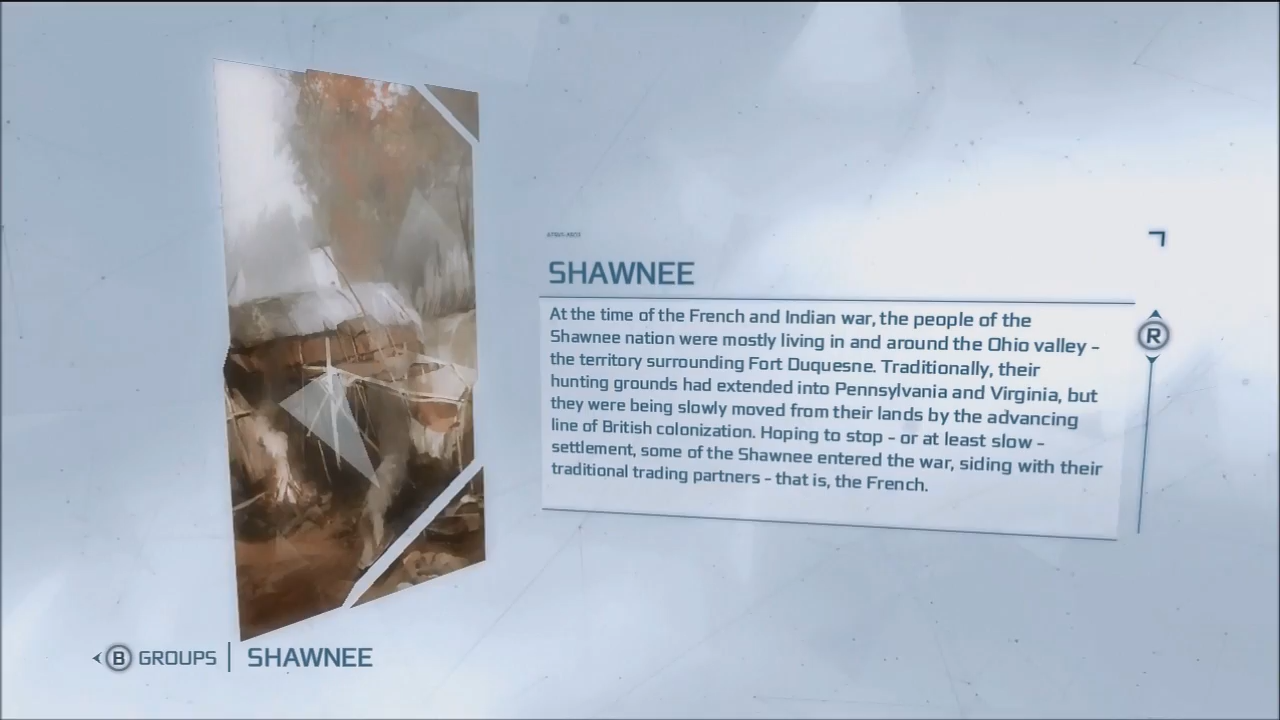 SHAWNEE
At the time of the French and Indian war, the people of the
Shawnee nation were mostly living in and around the Ohio valley -
the territory surrounding Fort Duquesne. Traditionally, their
hunting grounds had extended into Pennsylvania and Virginia, but
they were being slowly moved from their lands by the advancing
line of British colonization. Hoping to stop - or at least slow -
settlement, some of the Shawnee entered the war, siding with their
traditional trading partners - that is, the French.
R
B GROUPS | SHAWNEE